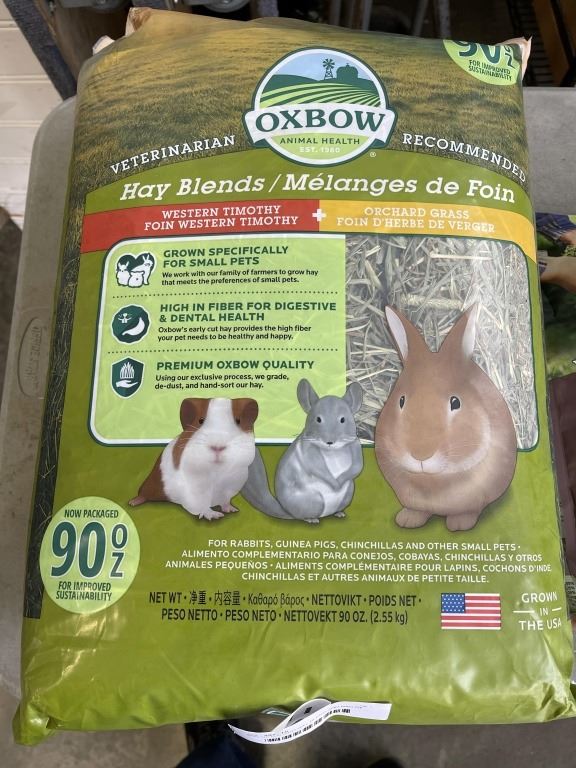 90 OZ
FOR IMPROVED
SUSTAINABILITY
OXBOW
ANIMAL HEALTH
EST. 1980
®
VETERINARIAN RECOMMENDED
Hay Blends / Mélanges de Foin
WESTERN TIMOTHY
FOIN WESTERN TIMOTHY
+
ORCHARD GRASS
FOIN D'HERBE DE VERGER
GROWN SPECIFICALLY
FOR SMALL PETS
We work with our family of farmers to grow hay
that meets the preferences of small pets.
HIGH IN FIBER FOR DIGESTIVE
& DENTAL HEALTH
Oxbow's early cut hay provides the high fiber
your pet needs to be healthy and happy.
PREMIUM OXBOW QUALITY
Using our exclusive process, we grade,
de-dust, and hand-sort our hay.
NOW PACKAGED
90 OZ
FOR IMPROVED
SUSTAINABILITY
FOR RABBITS, GUINEA PIGS, CHINCHILLAS AND OTHER SMALL PETS •
ALIMENTO COMPLEMENTARIO PARA CONEJOS, COBAYAS, CHINCHILLAS Y OTROS
ANIMALES PEQUEÑOS • ALIMENTS COMPLÉMENTAIRE POUR LAPINS, COCHONS D'INDE,
CHINCHILLAS ET AUTRES ANIMAUX DE PETITE TAILLE.
NET WT • 净重 • 内容量 • Καθαρό βάρος • NETTOVIKT • POIDS NET •
PESO NETTO • PESO NETO • NETTOVEKT 90 OZ. (2.55 kg)
GROWN
IN
THE USA